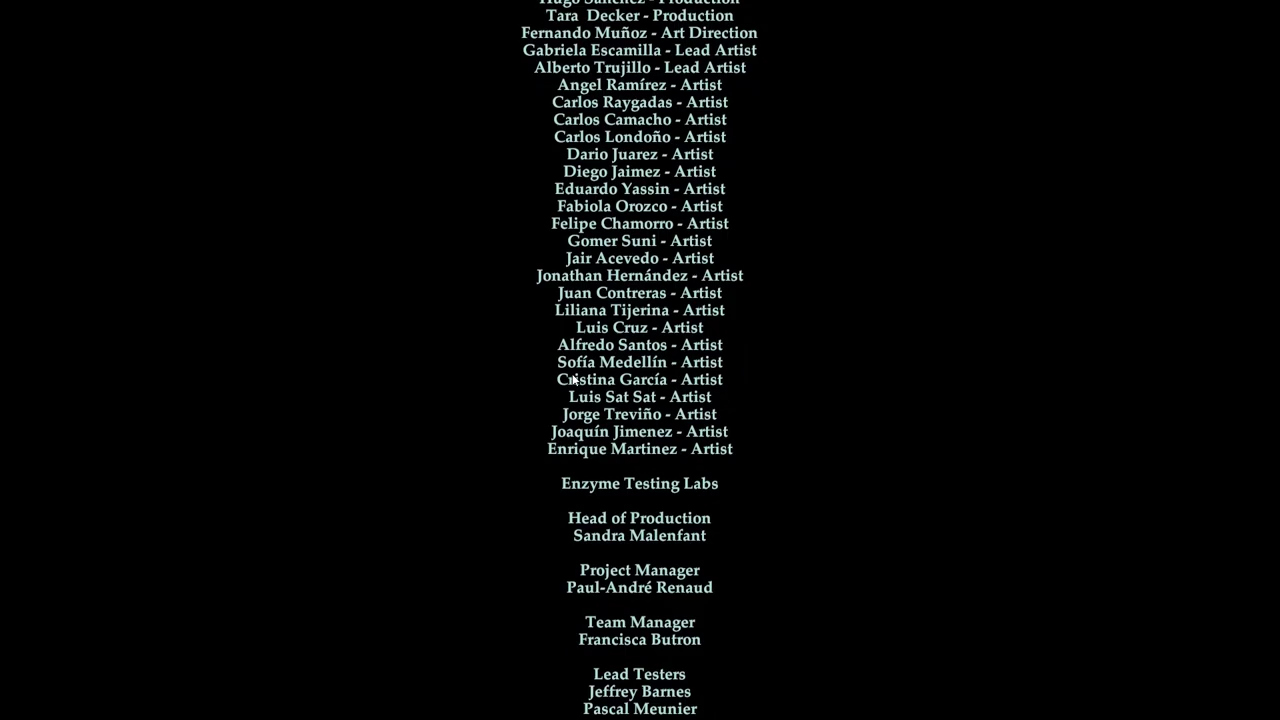 Hugo Sánchez - Production
Tara Decker - Production
Fernando Muñoz - Art Direction
Gabriela Escamilla - Lead Artist
Alberto Trujillo - Lead Artist
Angel Ramírez - Artist
Carlos Raygadas - Artist
Carlos Camacho - Artist
Carlos Londoño - Artist
Dario Juarez - Artist
Diego Jaimez - Artist
Eduardo Yassin - Artist
Fabiola Orozco - Artist
Felipe Chamorro - Artist
Gomer Suni - Artist
Jair Acevedo - Artist
Jonathan Hernández - Artist
Juan Contreras - Artist
Liliana Tijerina - Artist
Luis Cruz - Artist
Alfredo Santos - Artist
Sofía Medellín - Artist
Cristina García - Artist
Luis Sat Sat - Artist
Jorge Treviño - Artist
Joaquín Jimenez - Artist
Enrique Martinez - Artist
Enzyme Testing Labs
Head of Production
Sandra Malenfant
Project Manager
Paul-André Renaud
Team Manager
Francisca Butron
Lead Testers
Jeffrey Barnes
Pascal Meunier